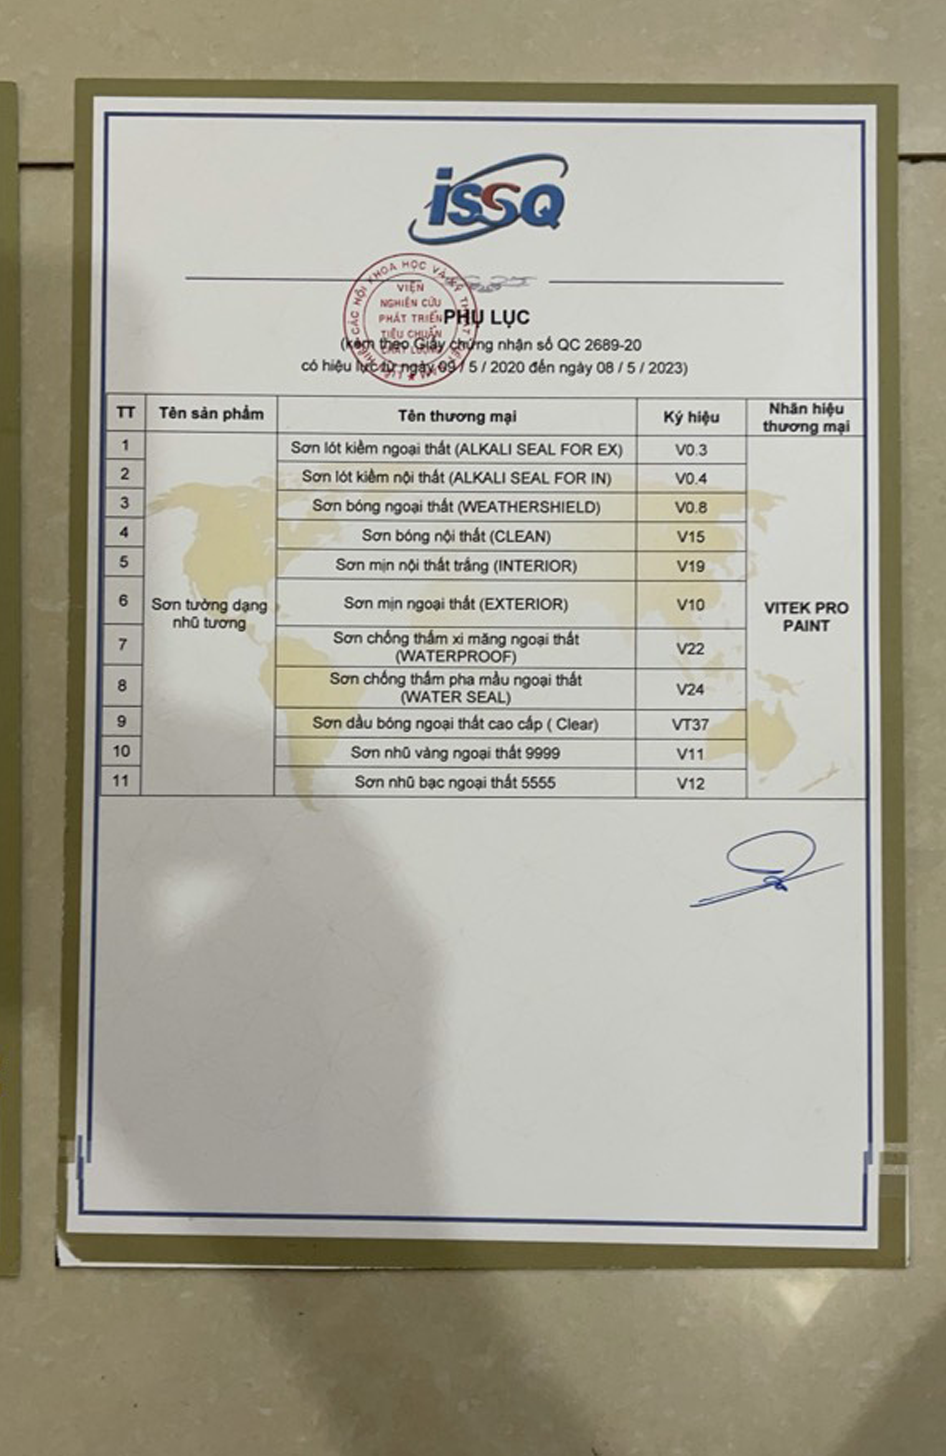 issQ
VIỆN
NGHIÊN CỨU
PHÁT TRIỂN
TIÊU CHUẨN
CHẤT LƯỢNG
PHỤ LỤC
(kèm theo Giấy chứng nhận số QC 2689-20
có hiệu lực từ ngày 09 / 5 / 2020 đến ngày 08 / 5 / 2023)
TT Tên sản phẩm Tên thương mại Ký hiệu Nhãn hiệu thương mại
1 Sơn lót kiềm ngoại thất (ALKALI SEAL FOR EX) V0.3
2 Sơn lót kiềm nội thất (ALKALI SEAL FOR IN) V0.4
3 Sơn bóng ngoại thất (WEATHERSHIELD) V0.8
4 Sơn bóng nội thất (CLEAN) V15
5 Sơn mịn nội thất trắng (INTERIOR) V19
6 Sơn tường dạng nhũ tương Sơn mịn ngoại thất (EXTERIOR) V10 VITEK PRO PAINT
7 Sơn chống thấm xi măng ngoại thất (WATERPROOF) V22
8 Sơn chống thấm pha mầu ngoại thất (WATER SEAL) V24
9 Sơn dầu bóng ngoại thất cao cấp ( Clear) VT37
10 Sơn nhũ vàng ngoại thất 9999 V11
11 Sơn nhũ bạc ngoại thất 5555 V12